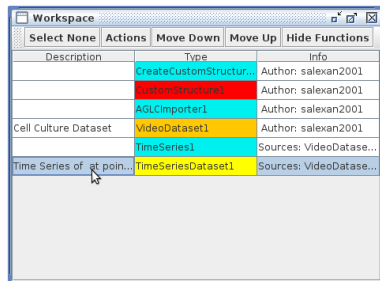 Workspace
Select None Actions Move Down Move Up Hide Functions
Description Type Info
CreateCustomStructur... Author: salexan2001
CustomStructure1 Author: salexan2001
AGLCImporter1 Author: salexan2001
Cell Culture Dataset VideoDataset1 Author: salexan2001
TimeSeries1 Sources: VideoDatase...
Time Series of at poin... TimeSeriesDataset1 Sources: VideoDatase...